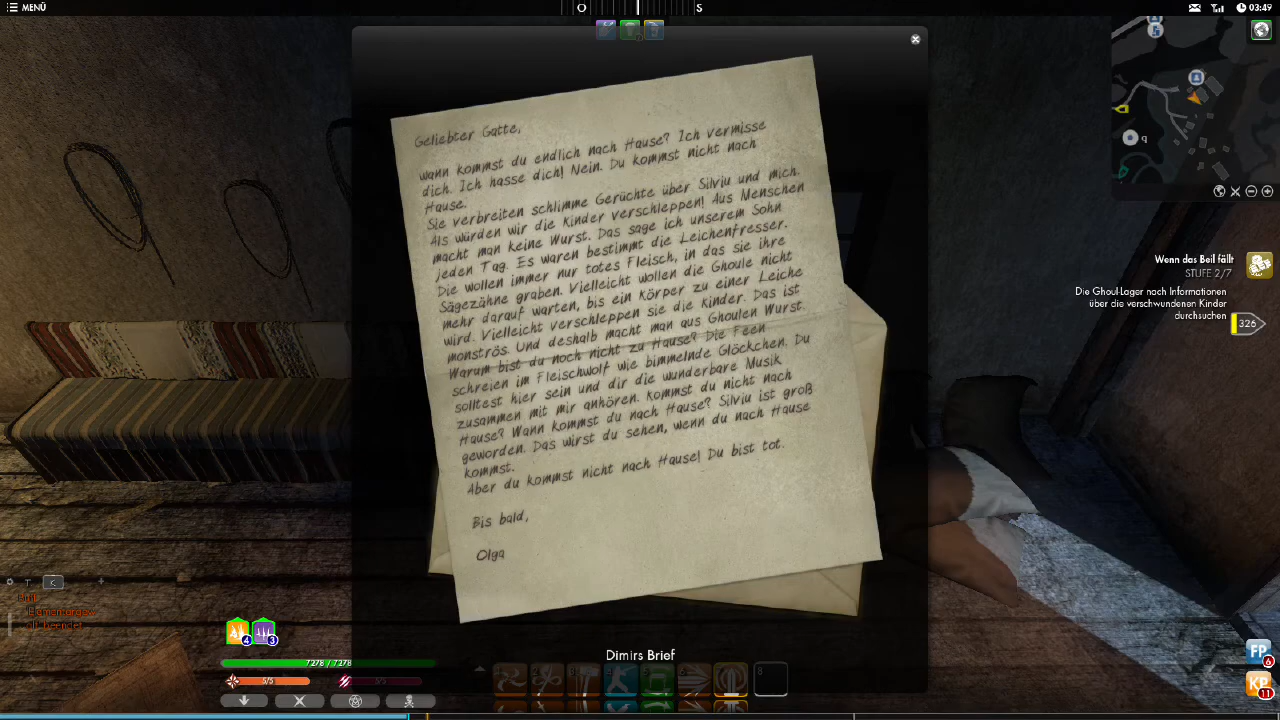 MENÜ
O
S
03:49
Geliebter Gatte,
wann kommst du endlich nach Hause? Ich vermisse
dich. Ich hasse dich! Nein. Du kommst nicht nach
Hause.
Sie verbreiten schlimme Gerüchte über Silviu und mich.
Als würden wir die Kinder verschleppen! Aus Menschen
macht man keine Wurst. Das sage ich unserem Sohn
jeden Tag. Es waren bestimmt die Leichenfresser.
Die wollen immer nur totes Fleisch, in das sie ihre
Sägezähne graben. Vielleicht wollen die Ghoule nicht
mehr darauf warten, bis ein Körper zu einer Leiche
wird. Vielleicht verschleppen sie die Kinder. Das ist
monströs. Und deshalb macht man aus Ghoulen Wurst.
Warum bist du noch nicht zu Hause? Die Feen
schreien im Fleischwolf wie bimmelnde Glöckchen. Du
solltest hier sein und dir die wunderbare Musik
zusammen mit mir anhören. Kommst du nicht nach
Hause? Wann kommst du nach Hause? Silviu ist groß
geworden. Das wirst du sehen, wenn du nach Hause
kommst.
Aber du kommst nicht nach Hause! Du bist tot.
Bis bald,
Olga
Dimirs Brief
q
Wenn das Beil fällt
STUFE 2/7
Die Ghoul-Lager nach Informationen
über die verschwundenen Kinder
durchsuchen
326
T
4
3
7278 / 7278
5/5
5/5
FP
6
KP
11